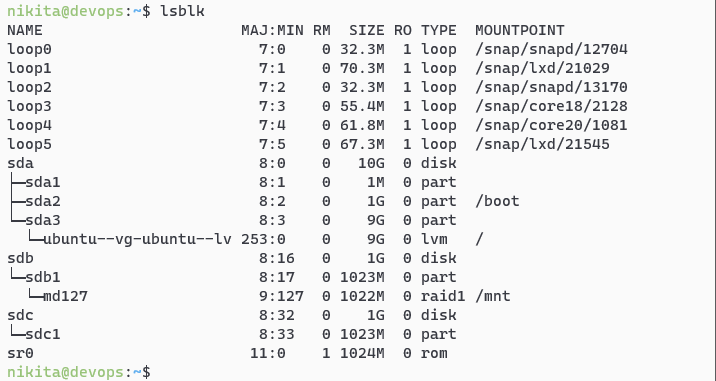 nikita@devops:~$ lsblk
NAME                      MAJ:MIN RM  SIZE RO TYPE  MOUNTPOINT
loop0                       7:0    0 32.3M  1 loop  /snap/snapd/12704
loop1                       7:1    0 70.3M  1 loop  /snap/lxd/21029
loop2                       7:2    0 32.3M  1 loop  /snap/snapd/13170
loop3                       7:3    0 55.4M  1 loop  /snap/core18/2128
loop4                       7:4    0 61.8M  1 loop  /snap/core20/1081
loop5                       7:5    0 67.3M  1 loop  /snap/lxd/21545
sda                         8:0    0   10G  0 disk
├─sda1                      8:1    0    1M  0 part
├─sda2                      8:2    0    1G  0 part  /boot
└─sda3                      8:3    0    9G  0 part
  └─ubuntu--vg-ubuntu--lv 253:0    0    9G  0 lvm   /
sdb                         8:16   0    1G  0 disk
└─sdb1                      8:17   0 1023M  0 part
  └─md127                   9:127  0 1022M  0 raid1 /mnt
sdc                         8:32   0    1G  0 disk
└─sdc1                      8:33   0 1023M  0 part
sr0                        11:0    1 1024M  0 rom
nikita@devops:~$